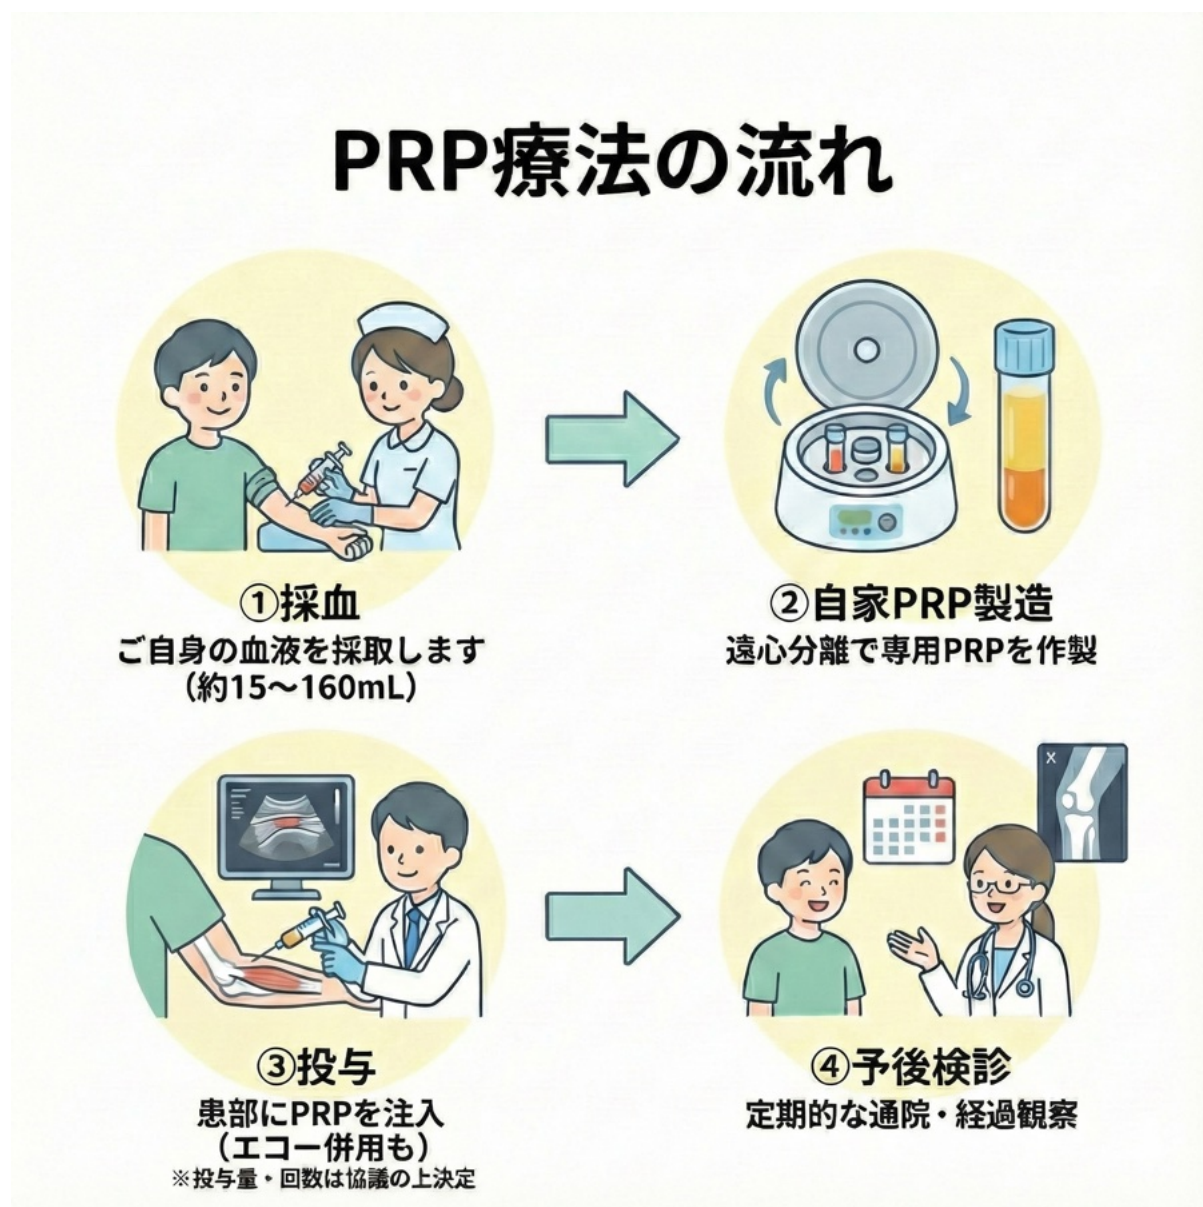 PRP療法の流れ
①採血
ご自身の血液を採取します
（約15～160mL）
②自家PRP製造
遠心分離で専用PRPを作製
X
③投与
患部にPRPを注入
（エコー併用も）
※投与量・回数は協議の上決定
④予後検診
定期的な通院・経過観察